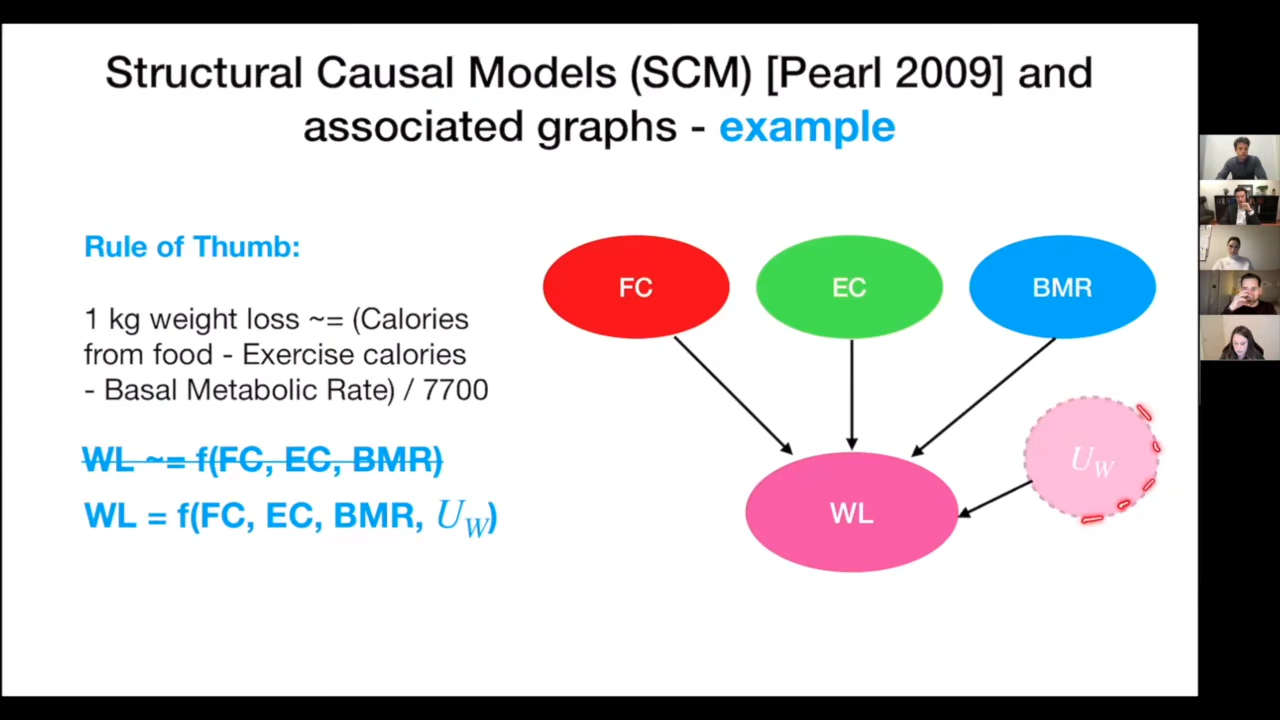 Structural Causal Models (SCM) [Pearl 2009] and
associated graphs - example
Rule of Thumb:
1 kg weight loss ~= (Calories
from food - Exercise calories
- Basal Metabolic Rate) / 7700
WL ~= f(FC, EC, BMR)
WL = f(FC, EC, BMR, U_W)
FC
EC
BMR
U_W
WL